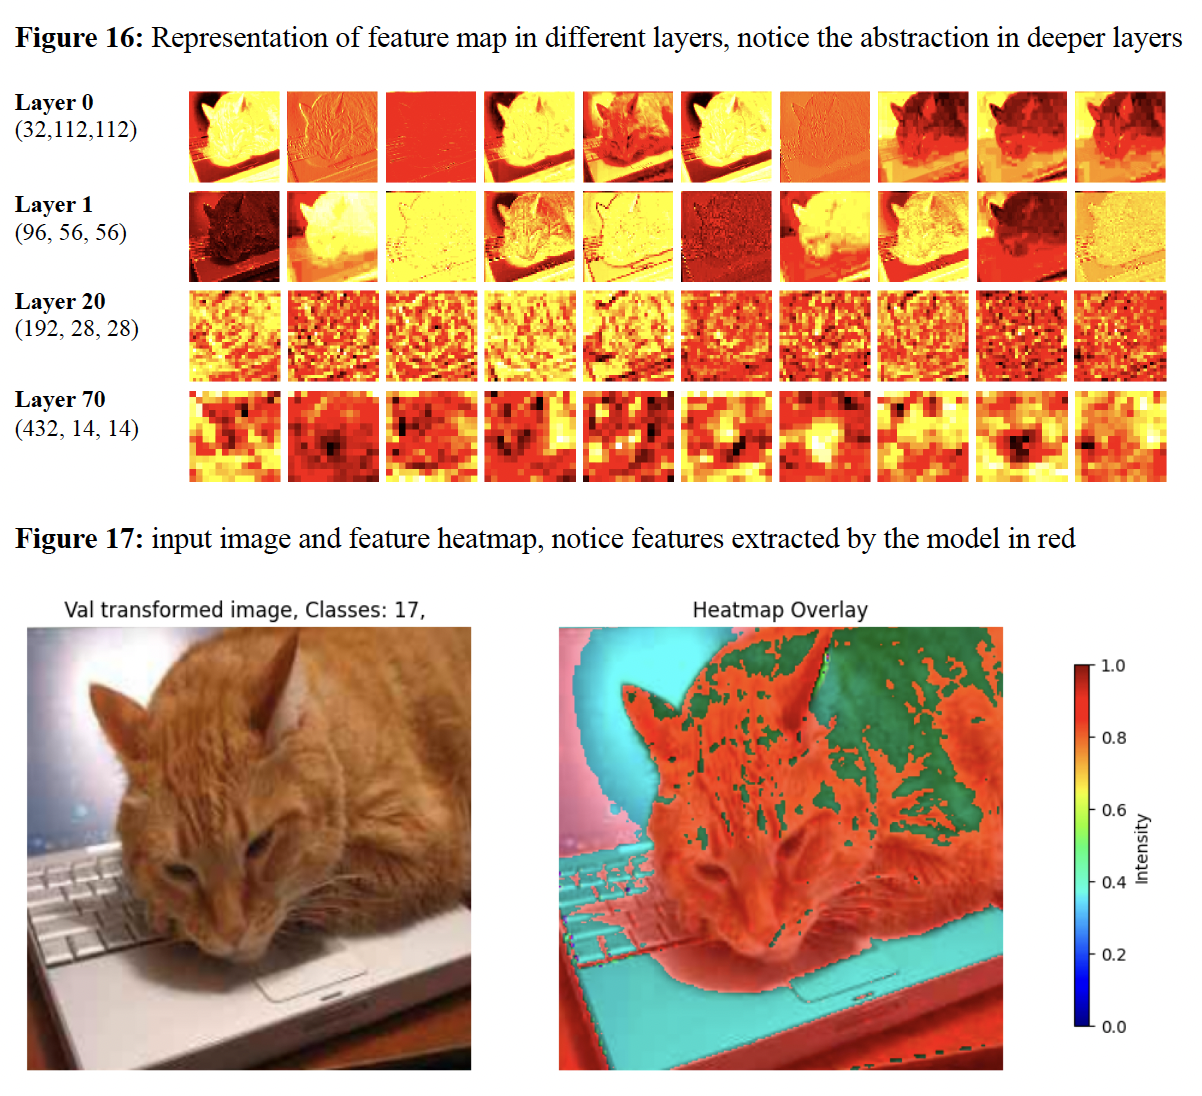 Figure 16: Representation of feature map in different layers, notice the abstraction in deeper layers
Layer 0
(32,112,112)
Layer 1
(96, 56, 56)
Layer 20
(192, 28, 28)
Layer 70
(432, 14, 14)
Figure 17: input image and feature heatmap, notice features extracted by the model in red
Val transformed image, Classes: 17,
Heatmap Overlay
1.0
0.8
0.6
0.4
0.2
0.0
Intensity